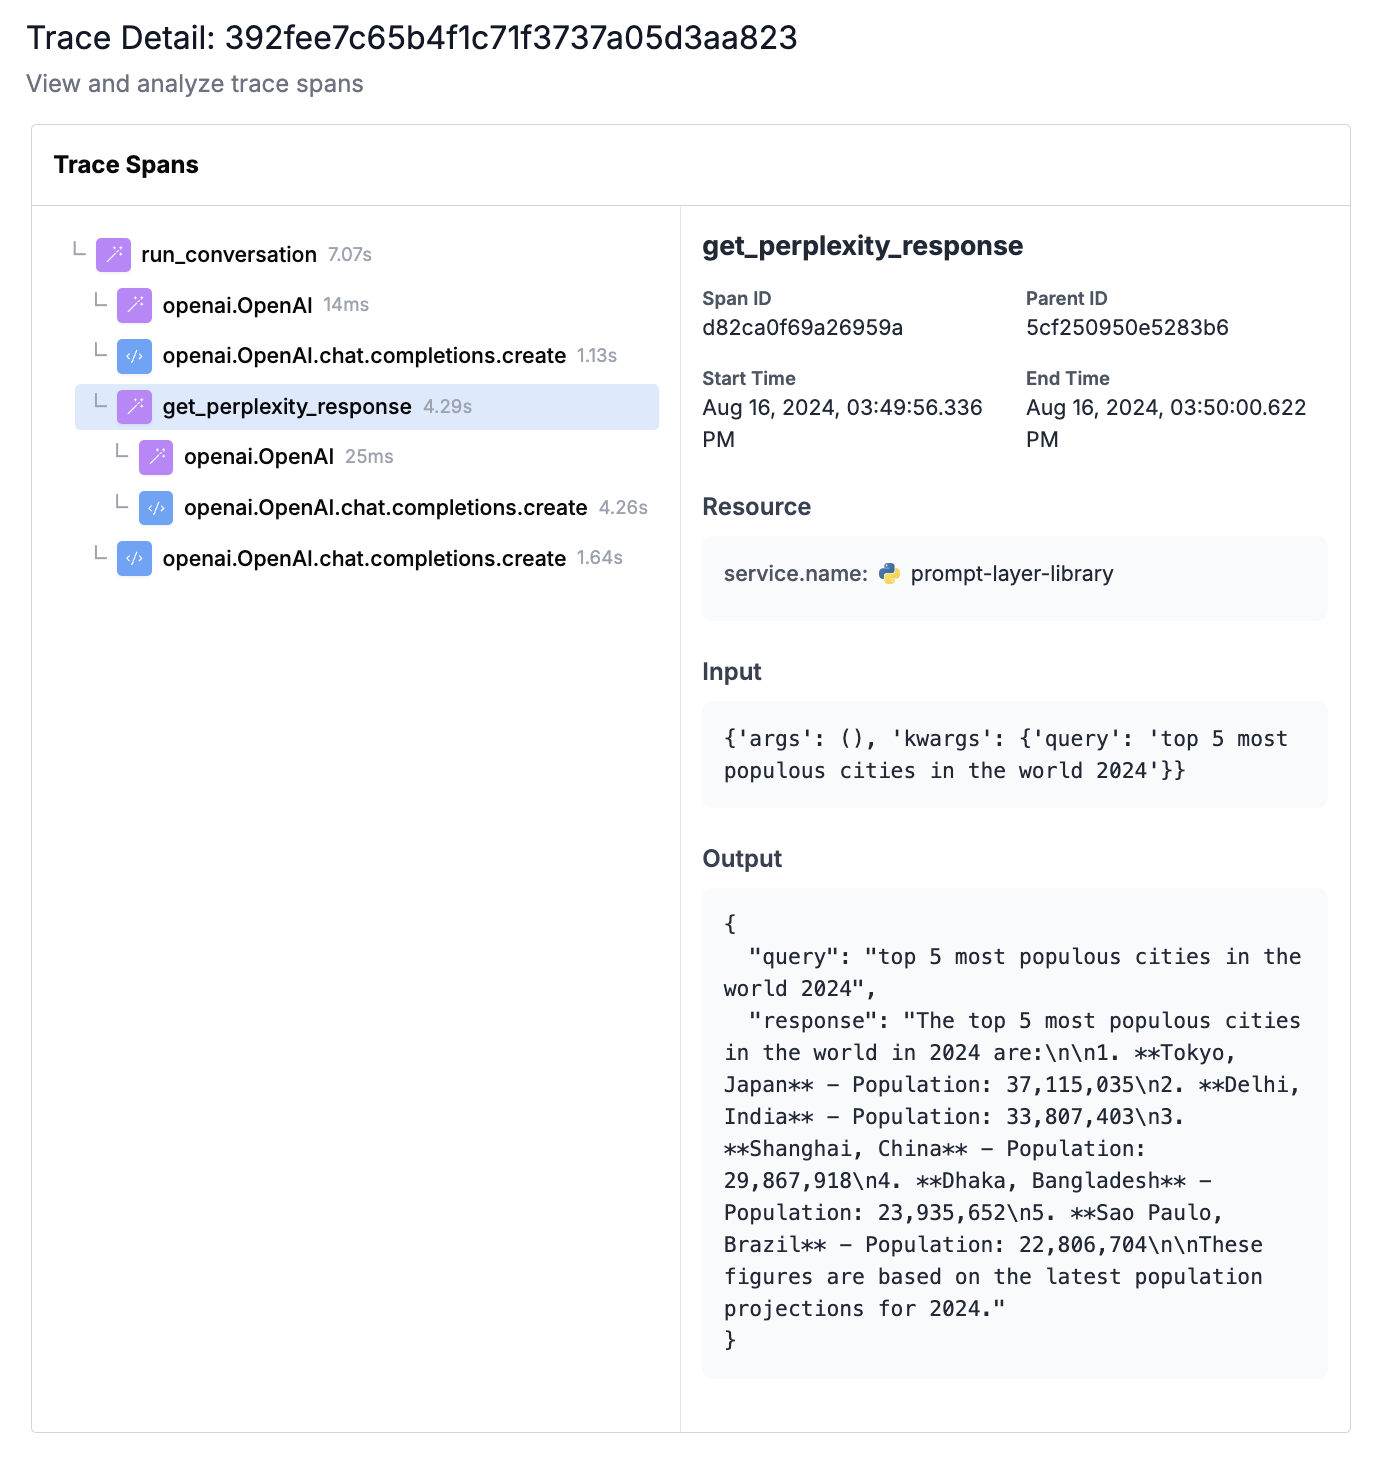 Trace Detail: 392fee7c65b4f1c71f3737a05d3aa823
View and analyze trace spans
Trace Spans
run_conversation 7.07s
openai.OpenAI 14ms
openai.OpenAI.chat.completions.create 1.13s
get_perplexity_response 4.29s
openai.OpenAI 25ms
openai.OpenAI.chat.completions.create 4.26s
openai.OpenAI.chat.completions.create 1.64s
get_perplexity_response
Span ID
d82ca0f69a26959a
Parent ID
5cf250950e5283b6
Start Time
Aug 16, 2024, 03:49:56.336
PM
End Time
Aug 16, 2024, 03:50:00.622
PM
Resource
service.name: prompt-layer-library
Input
{'args': (), 'kwargs': {'query': 'top 5 most
populous cities in the world 2024'}}
Output
{
  "query": "top 5 most populous cities in the
world 2024",
  "response": "The top 5 most populous cities
in the world in 2024 are:\n\n1. **Tokyo,
Japan** – Population: 37,115,035\n2. **Delhi,
India** – Population: 33,807,403\n3.
**Shanghai, China** – Population:
29,867,918\n4. **Dhaka, Bangladesh** –
Population: 23,935,652\n5. **Sao Paulo,
Brazil** – Population: 22,806,704\n\nThese
figures are based on the latest population
projections for 2024."
}